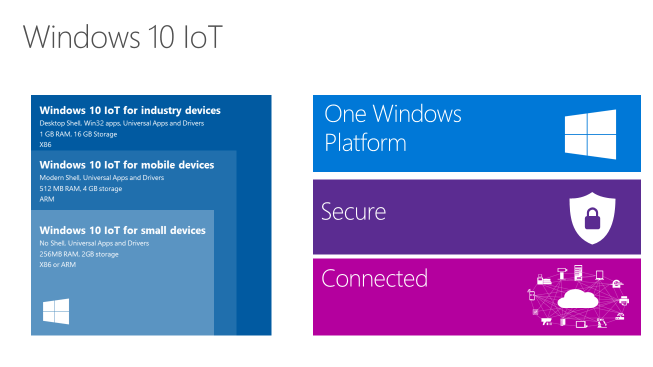 Windows 10 IoT
Windows 10 IoT for industry devices
Desktop Shell, Win32 apps, Universal Apps and Drivers
1 GB RAM, 16 GB Storage
X86
Windows 10 IoT for mobile devices
Modern Shell, Universal Apps and Drivers
512 MB RAM, 4 GB storage
ARM
Windows 10 IoT for small devices
No Shell, Universal Apps and Drivers
256MB RAM, 2GB storage
X86 or ARM
One Windows
Platform
Secure
Connected